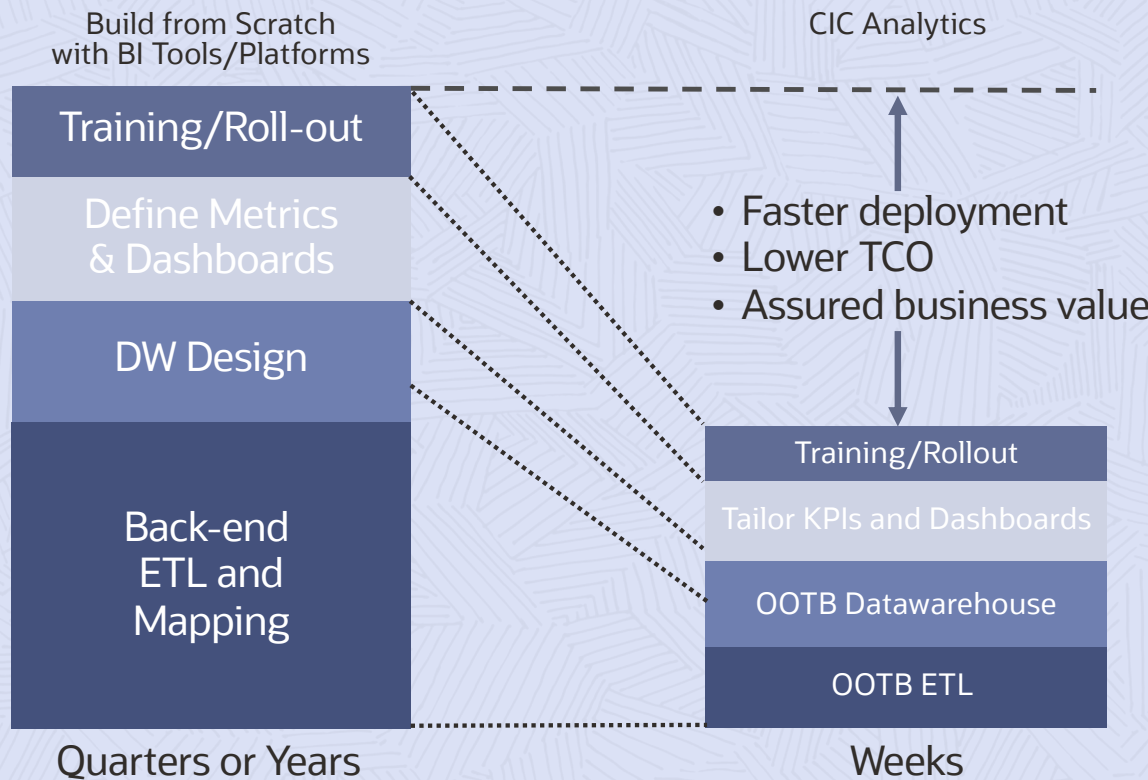 Build from Scratch
with BI Tools/Platforms
Training/Roll-out
Define Metrics
& Dashboards
DW Design
Back-end
ETL and
Mapping
Quarters or Years
CIC Analytics
• Faster deployment
• Lower TCO
• Assured business value
Training/Rollout
Tailor KPIs and Dashboards
OOTB Datawarehouse
OOTB ETL
Weeks